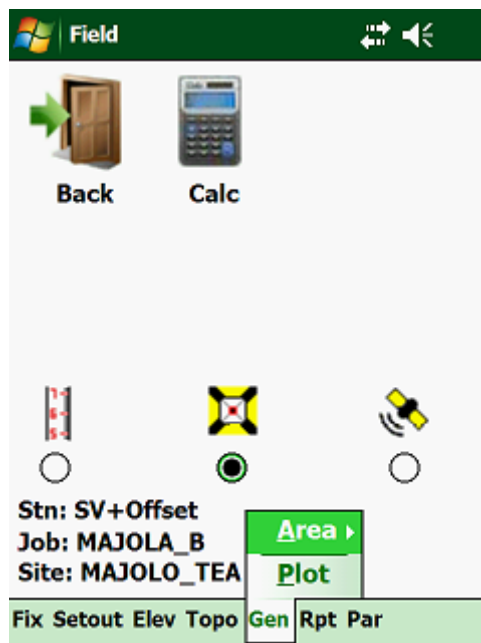 Field
Back Calc
Stn: SV+Offset
Job: MAJOLA_B
Site: MAJOLO_TEA
Area
Plot
Fix Setout Elev Topo Gen Rpt Par